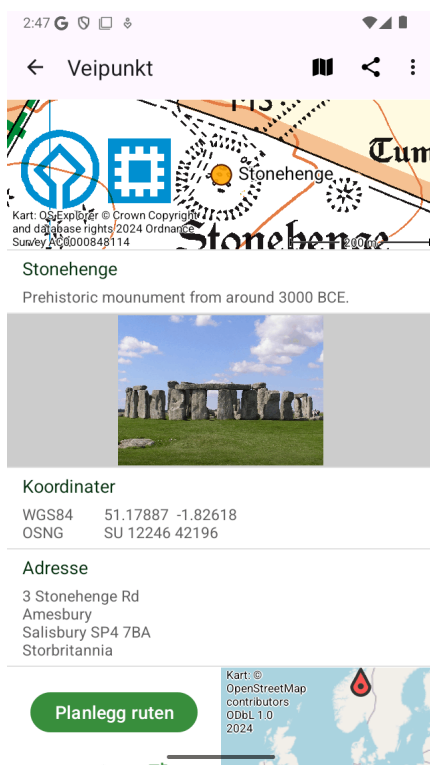 2:47
Veipunkt
Stonehenge
Kart: OS Explorer © Crown Copyright
and database rights 2024 Ordnance
Survey AC0000848114
Stonehenge
200 m
Stonehenge
Prehistoric mounument from around 3000 BCE.
Koordinater
WGS84 51.17887 -1.82618
OSNG SU 12246 42196
Adresse
3 Stonehenge Rd
Amesbury
Salisbury SP4 7BA
Storbritannia
Planlegg ruten
Kart: ©
OpenStreetMap
contributors
ODbL 1.0
2024